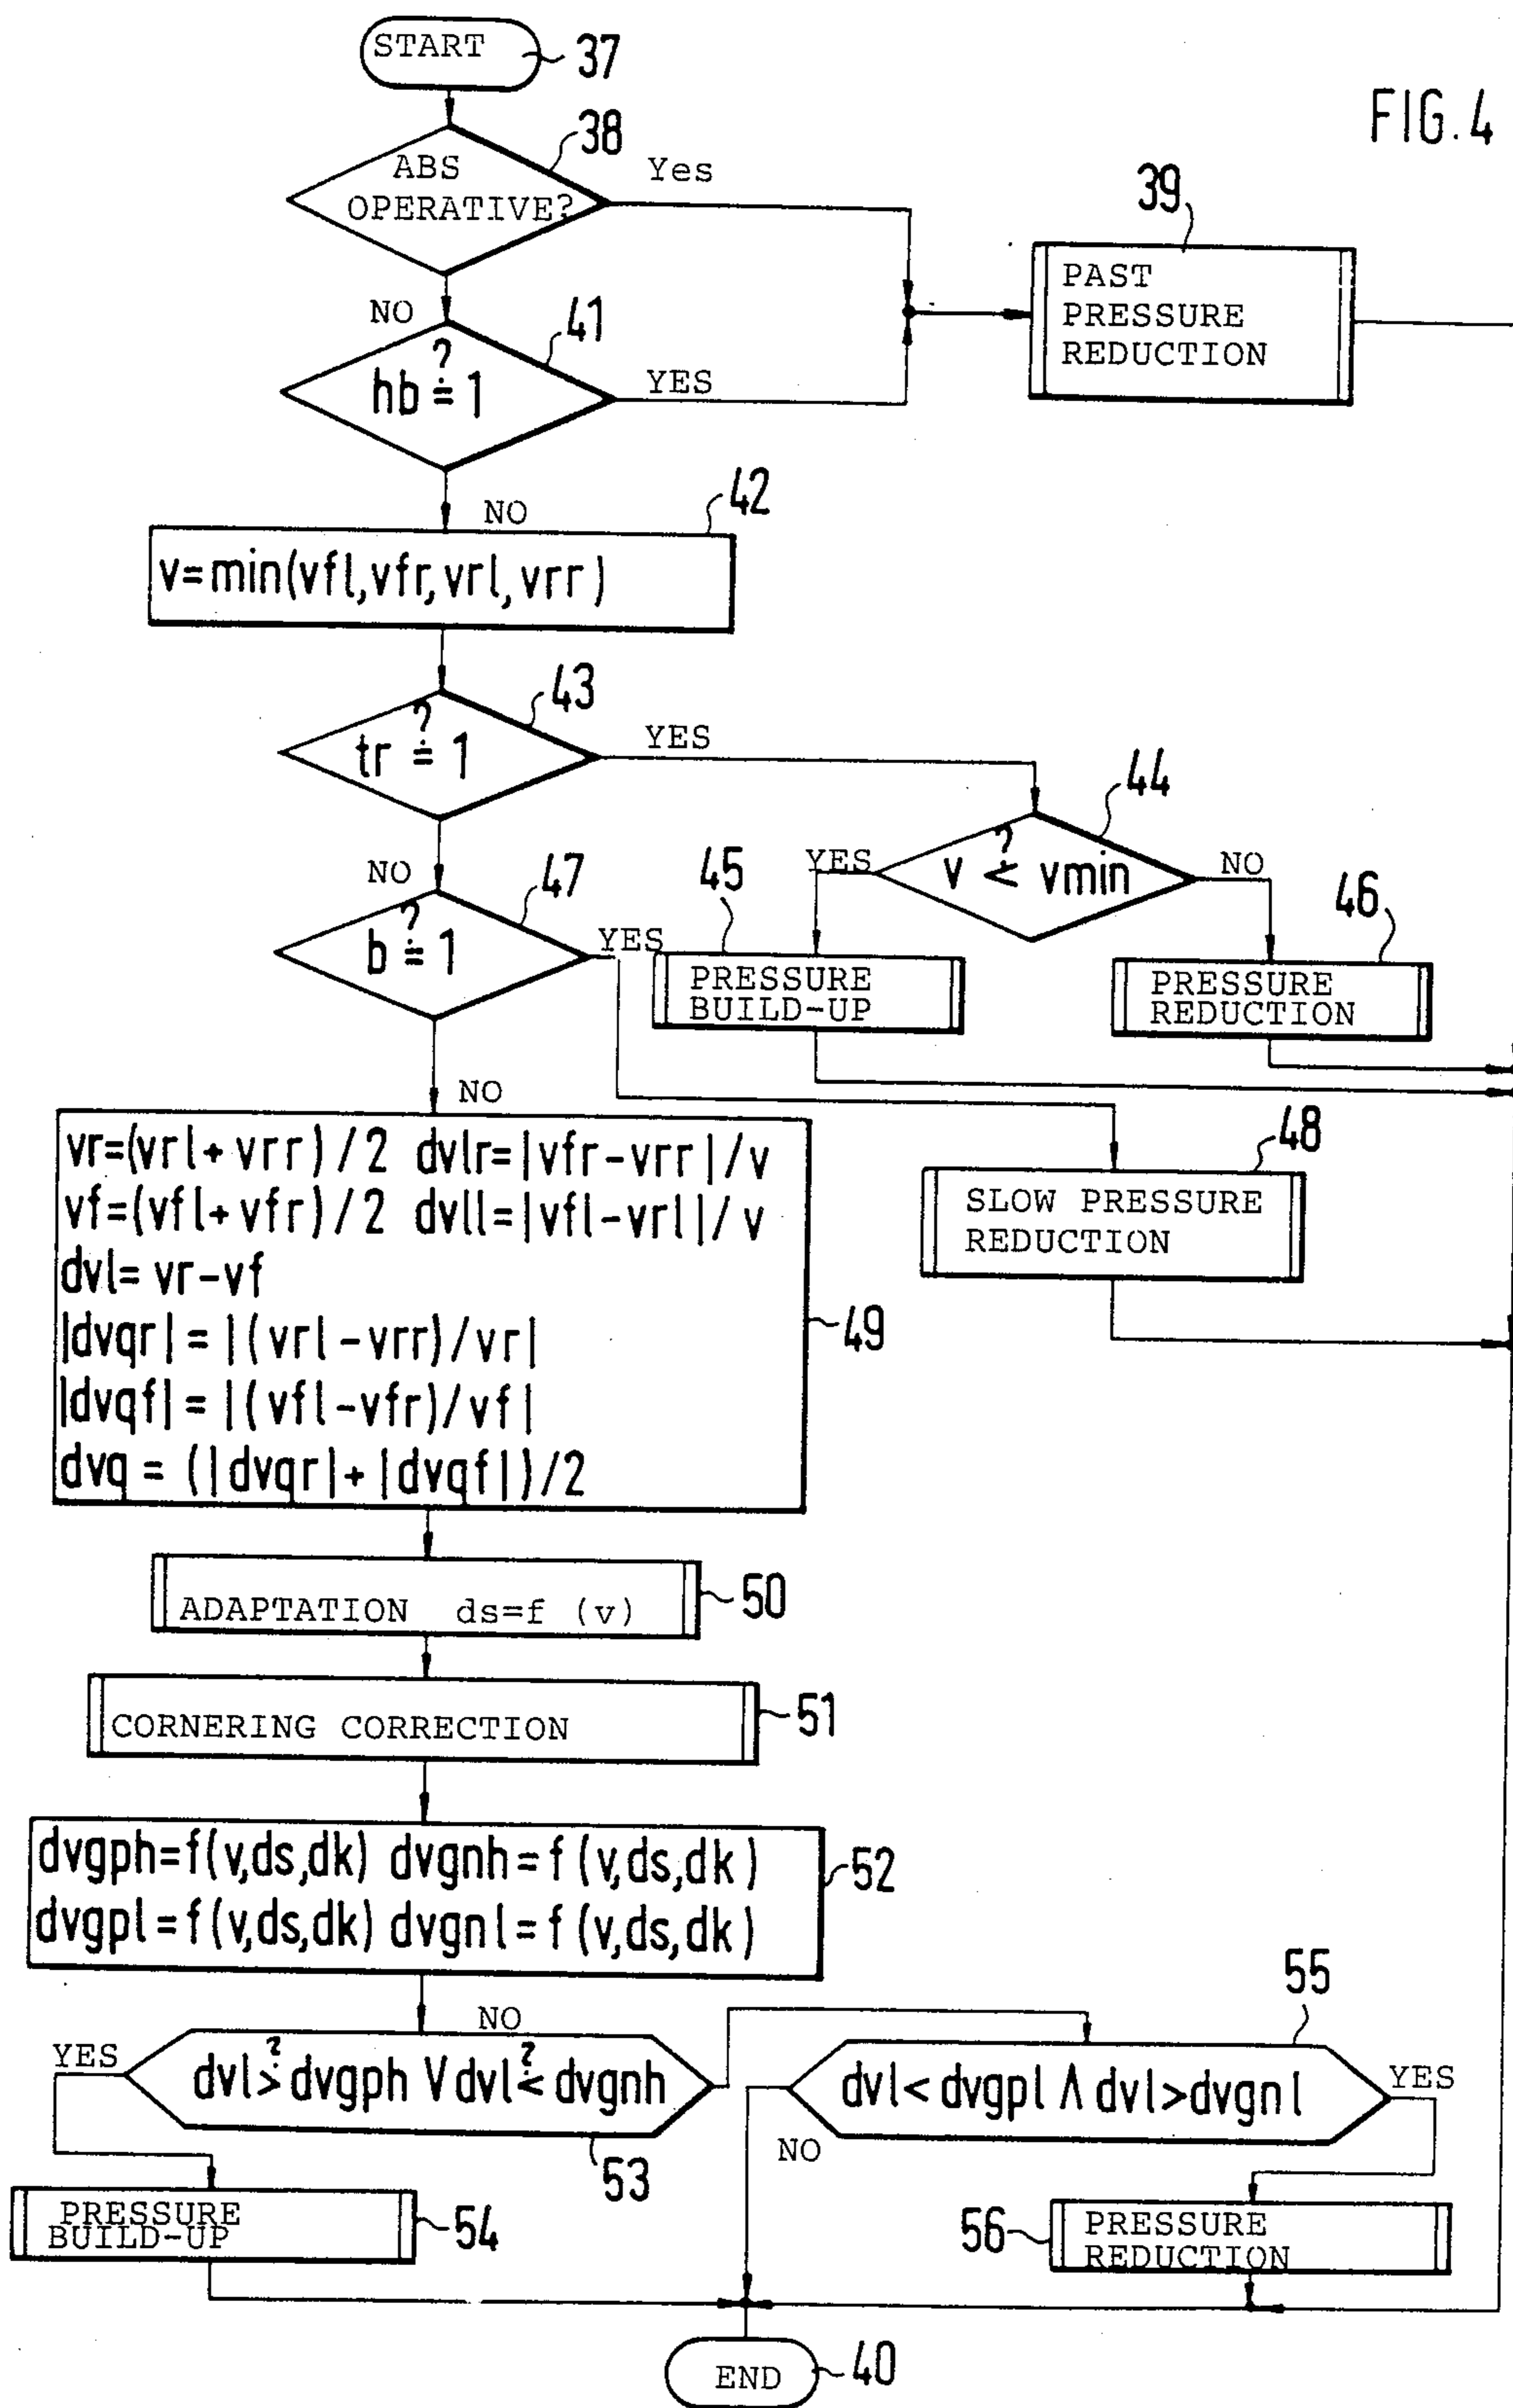 START
37
FIG.4
38
ABS
OPERATIVE?
Yes
39
PAST
PRESSURE
REDUCTION
NO
41
hb ?= 1
YES
NO
42
v=min(vfl,vfr,vrl,vrr)
43
tr ?= 1
YES
44
v ?< vmin
YES
NO
NO
47
b ?= 1
YES
45
PRESSURE
BUILD-UP
46
PRESSURE
REDUCTION
NO
48
SLOW PRESSURE
REDUCTION
vr=(vrl+vrr)/2 dvlr=|vfr-vrr|/v
vf=(vfl+vfr)/2 dvll=|vfl-vrl|/v
dvl=vr-vf
|dvqr|=|(vrl-vrr)/vr|
|dvqf|=|(vfl-vfr)/vf|
dvq=(|dvqr|+|dvqf|)/2
49
ADAPTATION ds=f (v)
50
CORNERING CORRECTION
51
dvgph=f(v,ds,dk) dvgnh=f(v,ds,dk)
dvgpl=f(v,ds,dk) dvgnl=f(v,ds,dk)
52
NO
YES
dvl ?> dvgph V dvl ?< dvgnh
53
55
dvl<dvgpl Λ dvl>dvgnl
YES
NO
PRESSURE
BUILD-UP
54
56
PRESSURE
REDUCTION
END
40